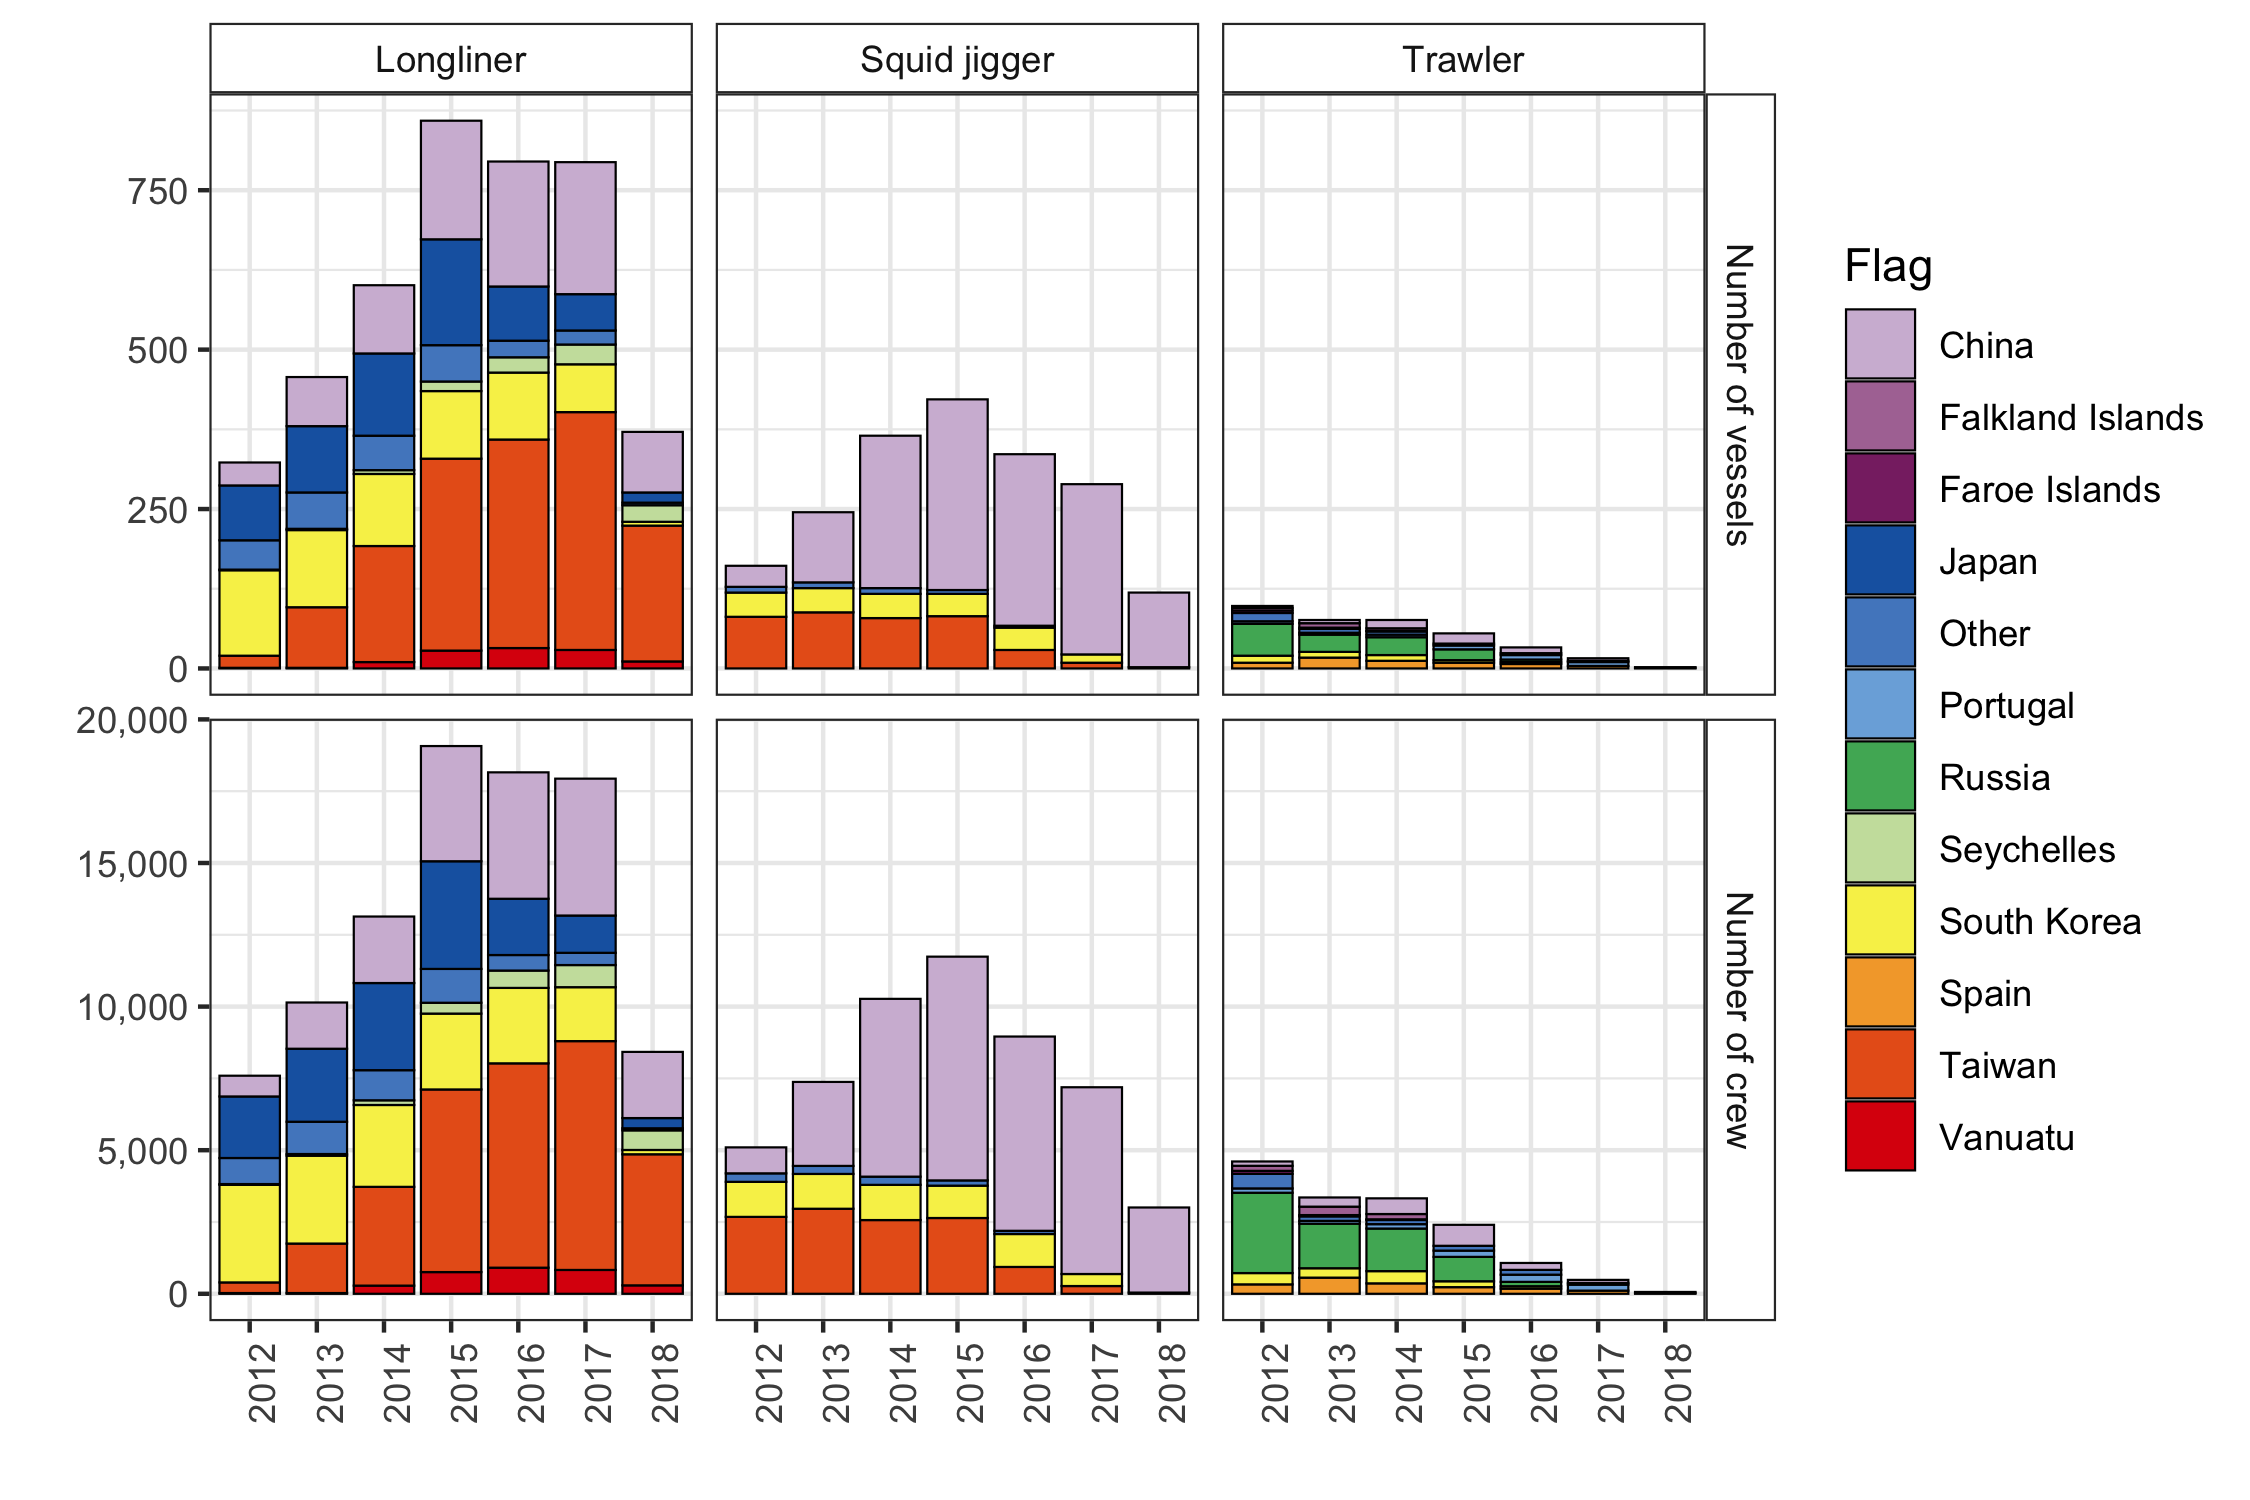 Longliner
Squid jigger
Trawler
750
500
250
0
Number of vessels
20,000
15,000
10,000
5,000
0
Number of crew
2012
2013
2014
2015
2016
2017
2018
2012
2013
2014
2015
2016
2017
2018
2012
2013
2014
2015
2016
2017
2018
Flag
China
Falkland Islands
Faroe Islands
Japan
Other
Portugal
Russia
Seychelles
South Korea
Spain
Taiwan
Vanuatu